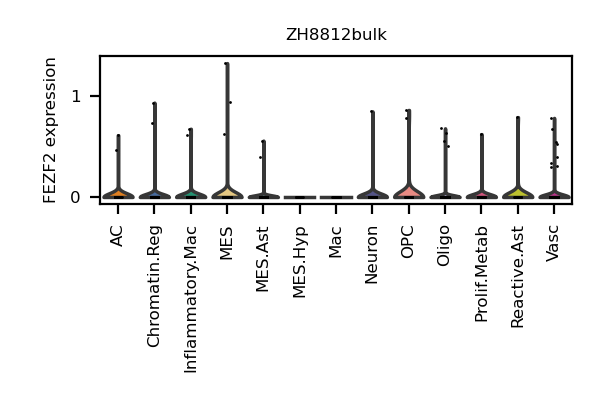 ZH8812bulk
FEZF2 expression
1
0
AC
Chromatin.Reg
Inflammatory.Mac
MES
MES.Ast
MES.Hyp
Mac
Neuron
OPC
Oligo
Prolif.Metab
Reactive.Ast
Vasc